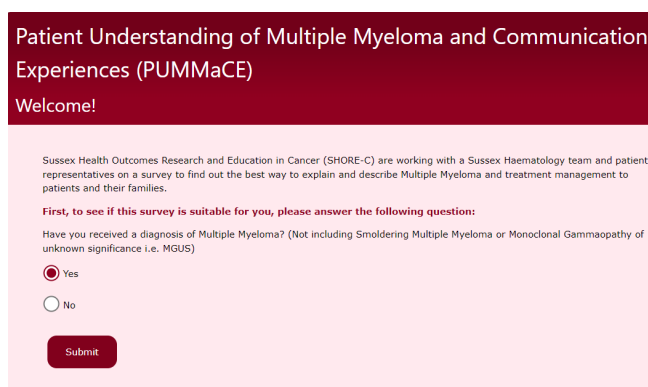 Patient Understanding of Multiple Myeloma and Communication
Experiences (PUMMaCE)
Welcome!
Sussex Health Outcomes Research and Education in Cancer (SHORE-C) are working with a Sussex Haematology team and patient
representatives on a survey to find out the best way to explain and describe Multiple Myeloma and treatment management to
patients and their families.
First, to see if this survey is suitable for you, please answer the following question:
Have you received a diagnosis of Multiple Myeloma? (Not including Smoldering Multiple Myeloma or Monoclonal Gammaopathy of
unknown significance i.e. MGUS)
Yes
No
Submit